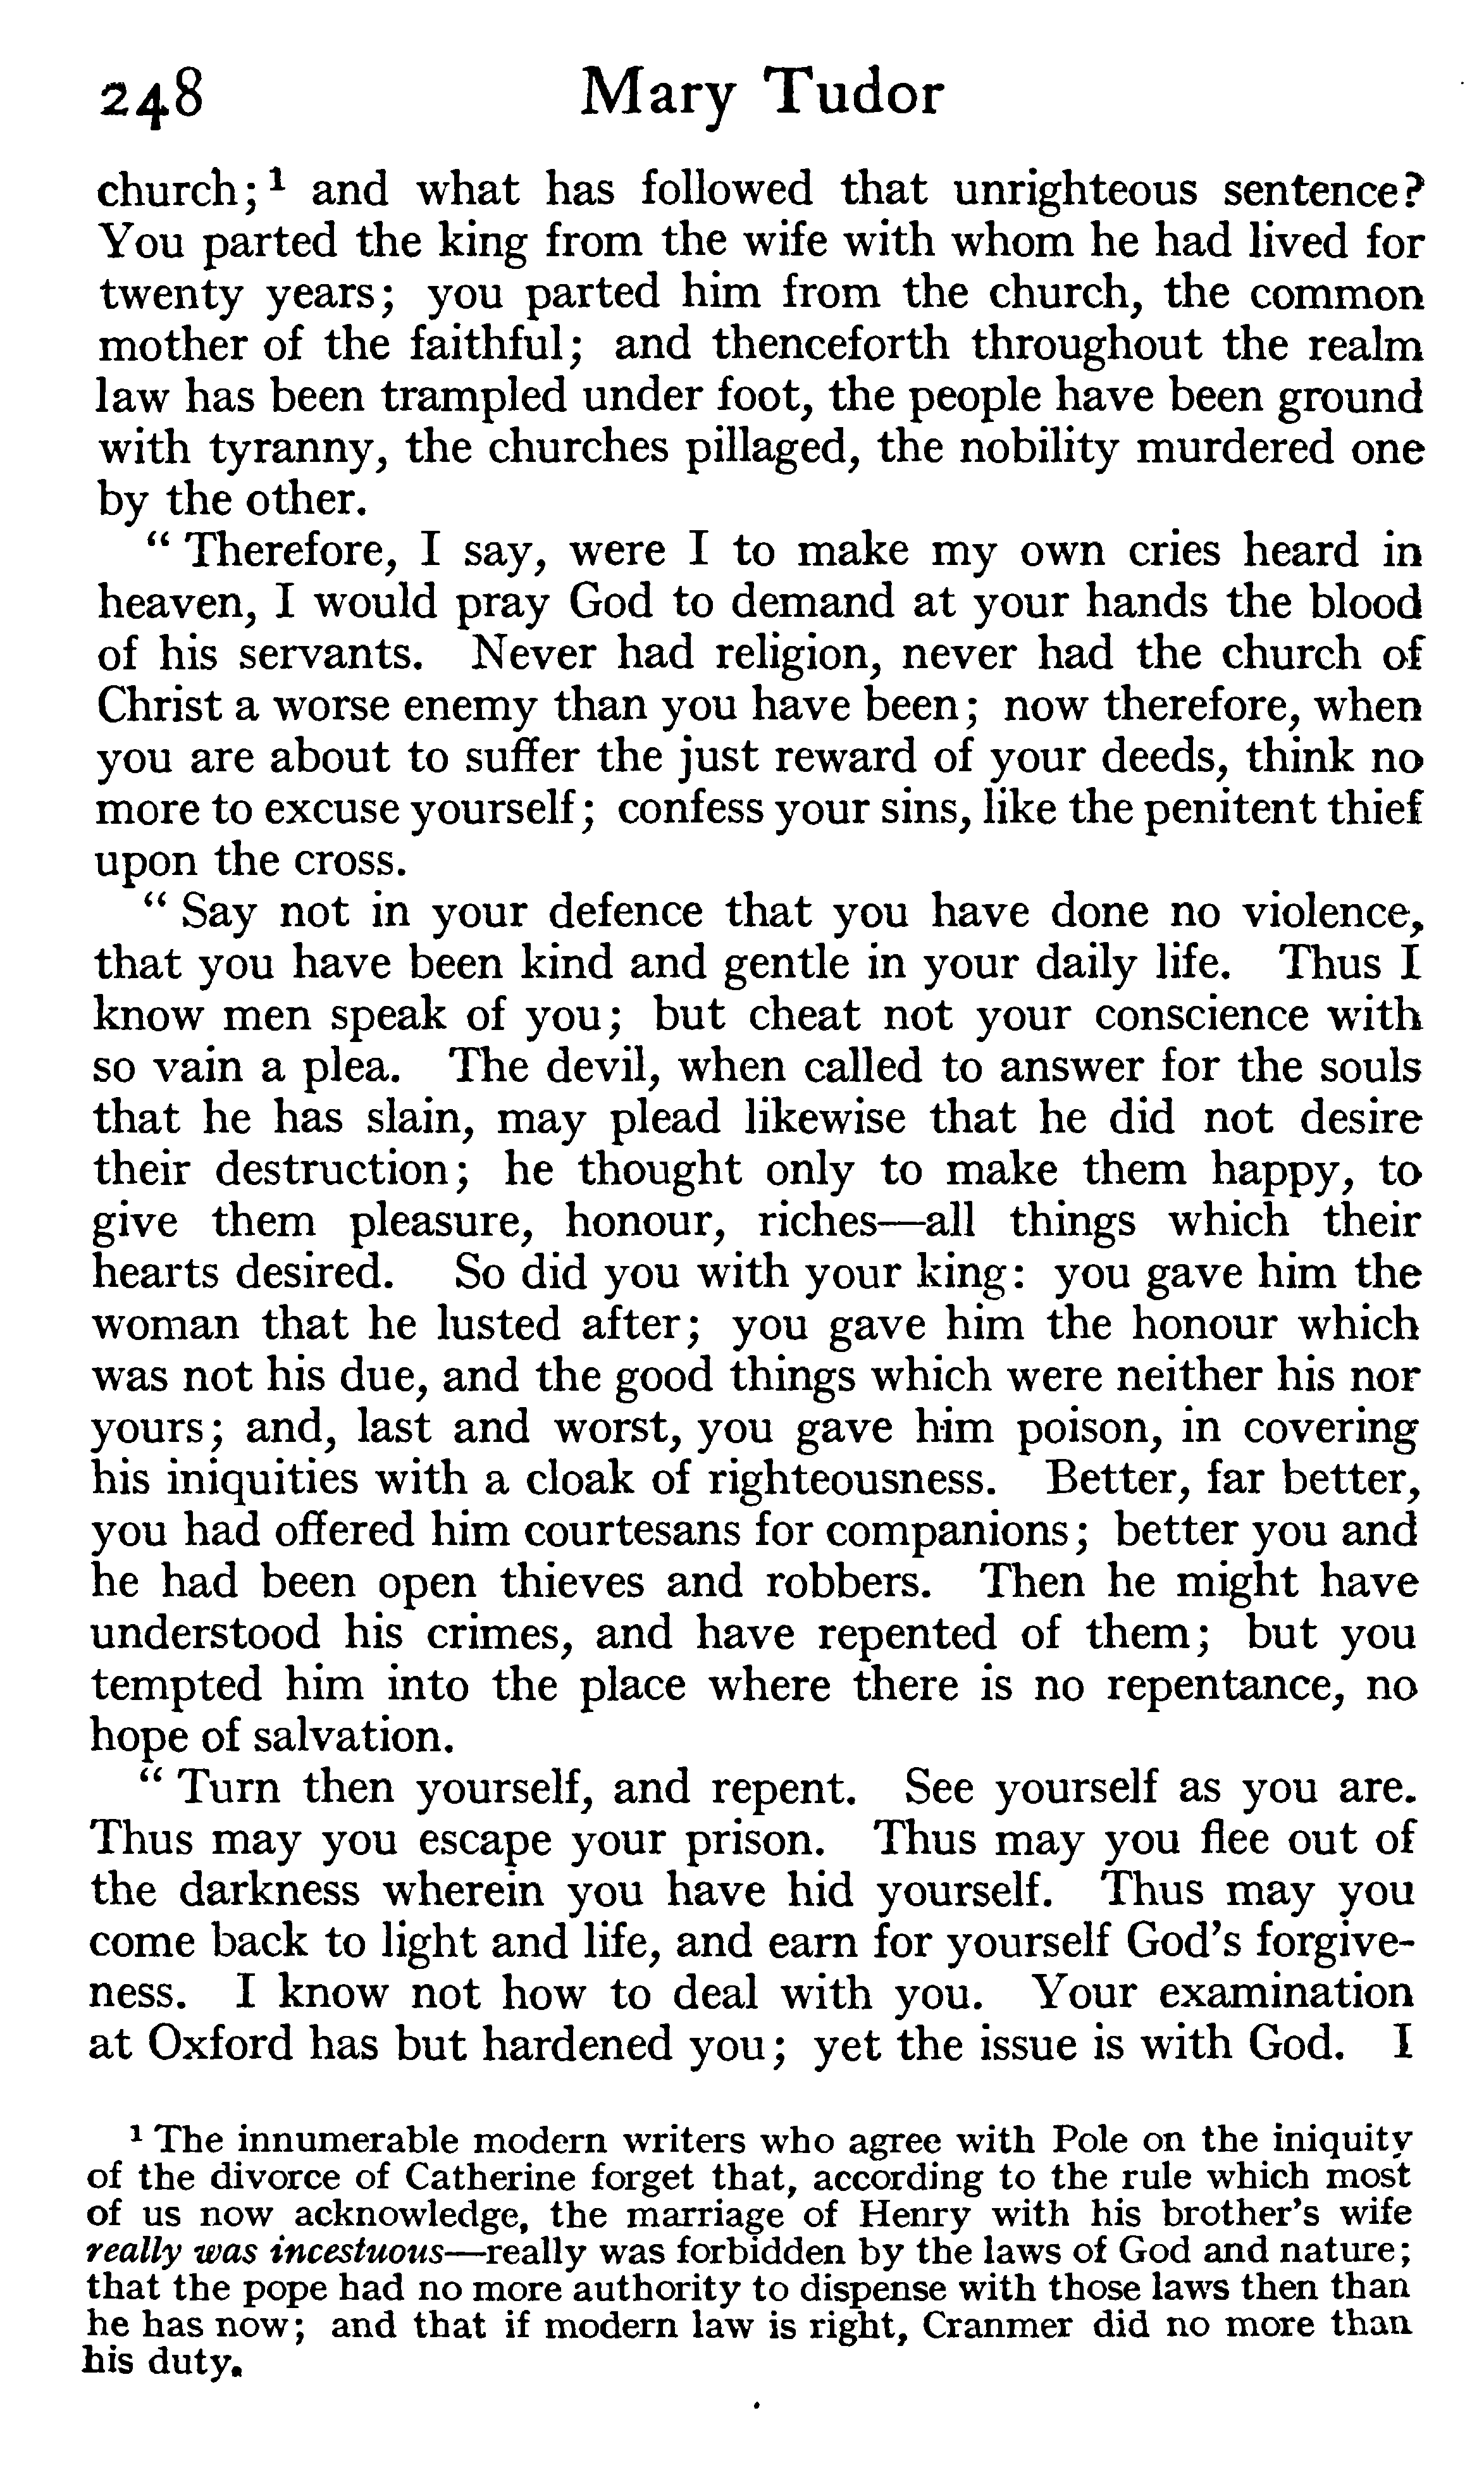 248 Mary Tudor
church; ¹ and what has followed that unrighteous sentence?
You parted the king from the wife with whom he had lived for
twenty years; you parted him from the church, the common
mother of the faithful; and thenceforth throughout the realm
law has been trampled under foot, the people have been ground
with tyranny, the churches pillaged, the nobility murdered one
by the other.
“ Therefore, I say, were I to make my own cries heard in
heaven, I would pray God to demand at your hands the blood
of his servants. Never had religion, never had the church of
Christ a worse enemy than you have been; now therefore, when
you are about to suffer the just reward of your deeds, think no
more to excuse yourself; confess your sins, like the penitent thief
upon the cross.
“ Say not in your defence that you have done no violence,
that you have been kind and gentle in your daily life. Thus I
know men speak of you; but cheat not your conscience with
so vain a plea. The devil, when called to answer for the souls
that he has slain, may plead likewise that he did not desire
their destruction; he thought only to make them happy, to
give them pleasure, honour, riches—all things which their
hearts desired. So did you with your king: you gave him the
woman that he lusted after; you gave him the honour which
was not his due, and the good things which were neither his nor
yours; and, last and worst, you gave him poison, in covering
his iniquities with a cloak of righteousness. Better, far better,
you had offered him courtesans for companions; better you and
he had been open thieves and robbers. Then he might have
understood his crimes, and have repented of them; but you
tempted him into the place where there is no repentance, no
hope of salvation.
“ Turn then yourself, and repent. See yourself as you are.
Thus may you escape your prison. Thus may you flee out of
the darkness wherein you have hid yourself. Thus may you
come back to light and life, and earn for yourself God's forgive-
ness. I know not how to deal with you. Your examination
at Oxford has but hardened you; yet the issue is with God. I
¹ The innumerable modern writers who agree with Pole on the iniquity
of the divorce of Catherine forget that, according to the rule which most
of us now acknowledge, the marriage of Henry with his brother's wife
really was incestuous—really was forbidden by the laws of God and nature;
that the pope had no more authority to dispense with those laws then than
he has now; and that if modern law is right, Cranmer did no more than
his duty.